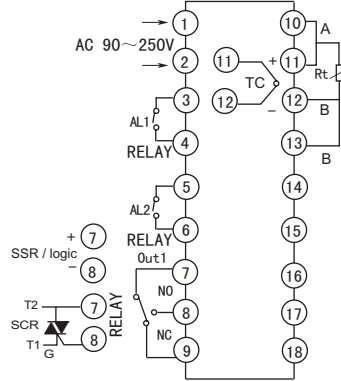 1
10
A
AC 90～250V
11
+
11
TC
Rt
2
12
−
12
B
3
AL1
4
RELAY
13
B
5
14
AL2
6
RELAY
15
Out1
+ 7
SSR / logic
− 8
7
NO
16
T2
7
RELAY
8
17
SCR
NC
T1
G
8
9
18